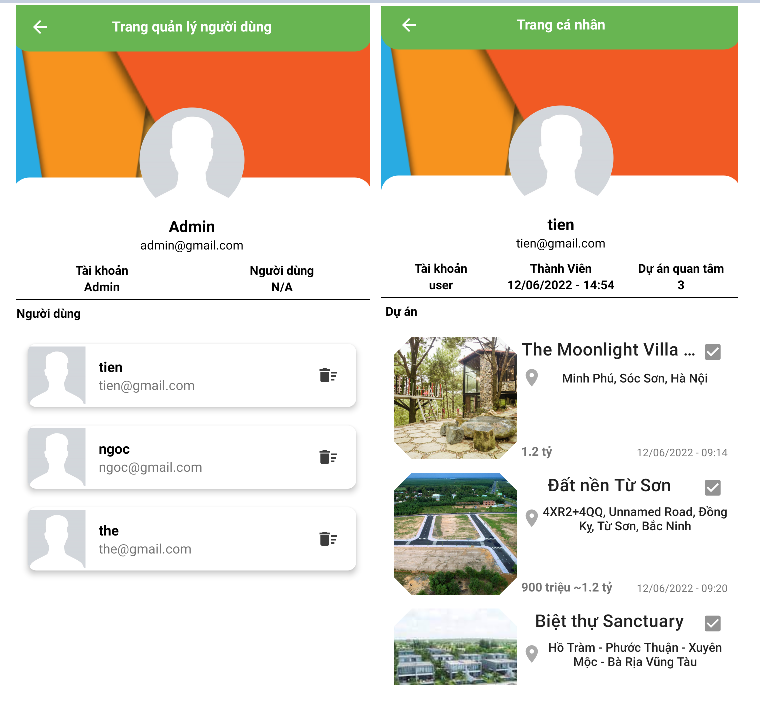 Trang quản lý người dùng
Admin
admin@gmail.com
Tài khoản
Admin
Người dùng
N/A
Người dùng
tien
tien@gmail.com
ngoc
ngoc@gmail.com
the
the@gmail.com
Trang cá nhân
tien
tien@gmail.com
Tài khoản
user
Thành Viên
12/06/2022 - 14:54
Dự án quan tâm
3
Dự án
The Moonlight Villa ...
Minh Phú, Sóc Sơn, Hà Nội
1.2 tỷ
12/06/2022 - 09:14
Đất nền Từ Sơn
4XR2+4QQ, Unnamed Road, Đồng
Kỵ, Từ Sơn, Bắc Ninh
900 triệu ~1.2 tỷ
12/06/2022 - 09:20
Biệt thự Sanctuary
Hồ Tràm - Phước Thuận - Xuyên
Mộc - Bà Rịa Vũng Tàu